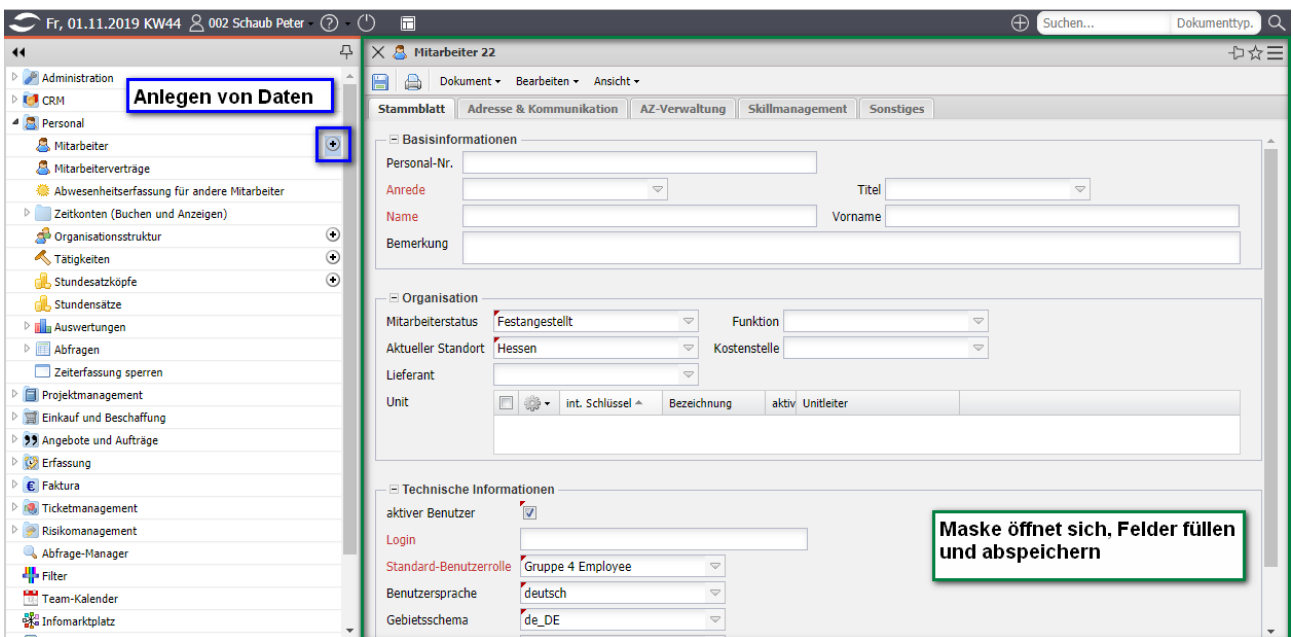 Fr, 01.11.2019 KW44 002 Schaub Peter
Suchen... Dokumenttyp.
Mitarbeiter 22
Administration
CRM
Anlegen von Daten
Personal
Mitarbeiter
Mitarbeiterverträge
Abwesenheitserfassung für andere Mitarbeiter
Zeitkonten (Buchen und Anzeigen)
Organisationsstruktur
Tätigkeiten
Stundesatzköpfe
Stundensätze
Auswertungen
Abfragen
Zeiterfassung sperren
Projektmanagement
Einkauf und Beschaffung
Angebote und Aufträge
Erfassung
Faktura
Ticketmanagement
Risikomanagement
Abfrage-Manager
Filter
Team-Kalender
Infomarktplatz
Dokument Bearbeiten Ansicht
Stammblatt Adresse & Kommunikation AZ-Verwaltung Skillmanagement Sonstiges
Basisinformationen
Personal-Nr.
Anrede Titel
Name Vorname
Bemerkung
Organisation
Mitarbeiterstatus Festangestellt Funktion
Aktueller Standort Hessen Kostenstelle
Lieferant
Unit int. Schlüssel Bezeichnung aktiv Unitleiter
Technische Informationen
aktiver Benutzer
Login
Standard-Benutzerrolle Gruppe 4 Employee
Benutzersprache deutsch
Gebietsschema de_DE
Maske öffnet sich, Felder füllen
und abspeichern